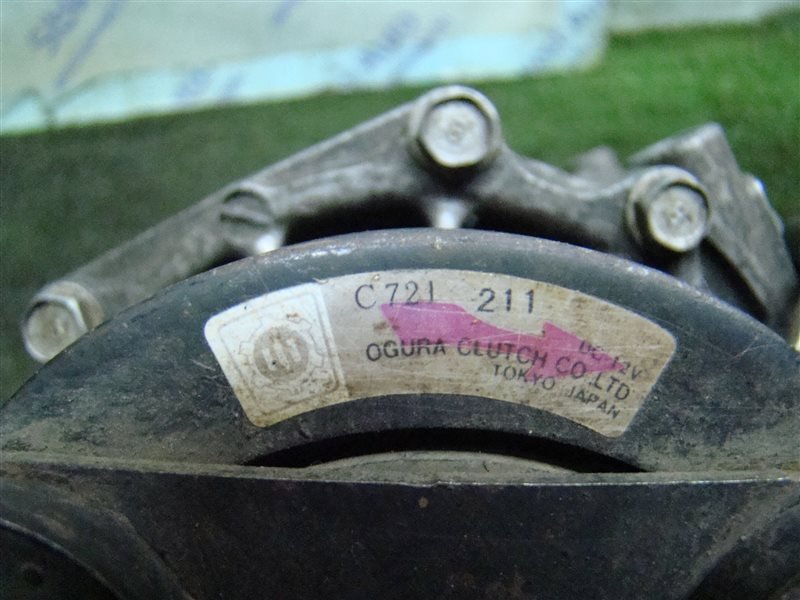 C721 211
DC-12V
OGURA CLUTCH CO.,LTD
TOKYO JAPAN